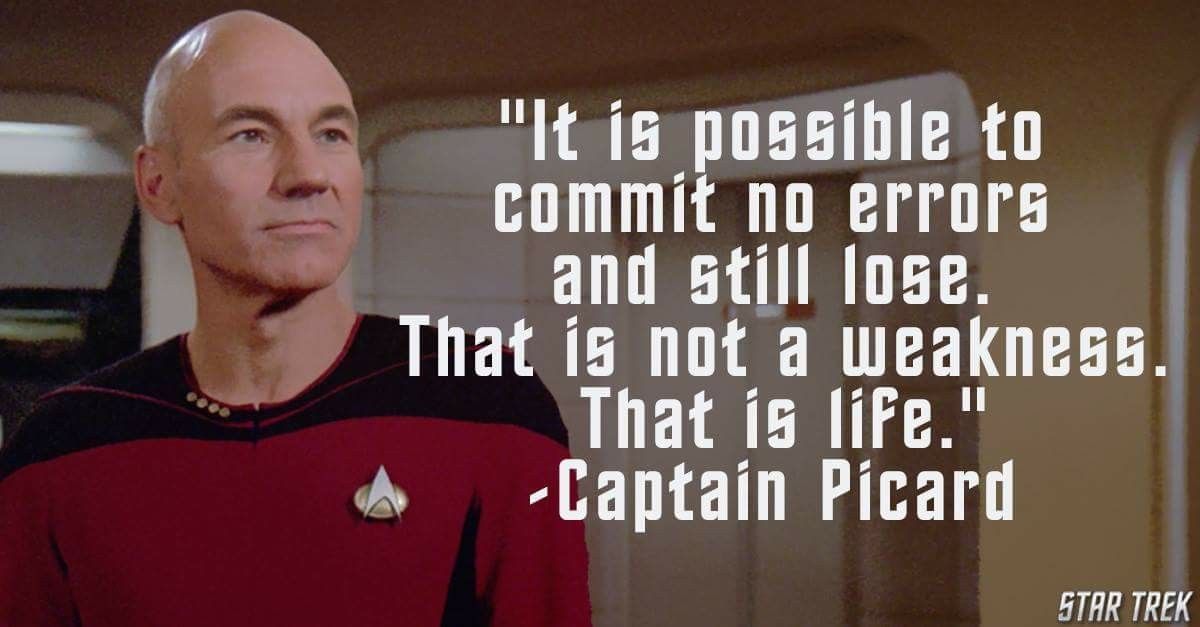 "It is possible to
commit no errors
and still lose.
That is not a weakness.
That is life."
-Captain Picard
STAR TREK